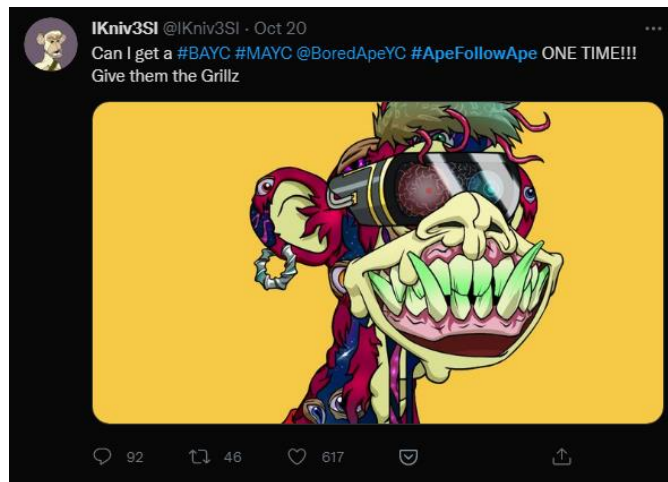 IKniv3SI @IKniv3SI · Oct 20
Can I get a #BAYC #MAYC @BoredApeYC #ApeFollowApe ONE TIME!!!
Give them the Grillz
92 46 617